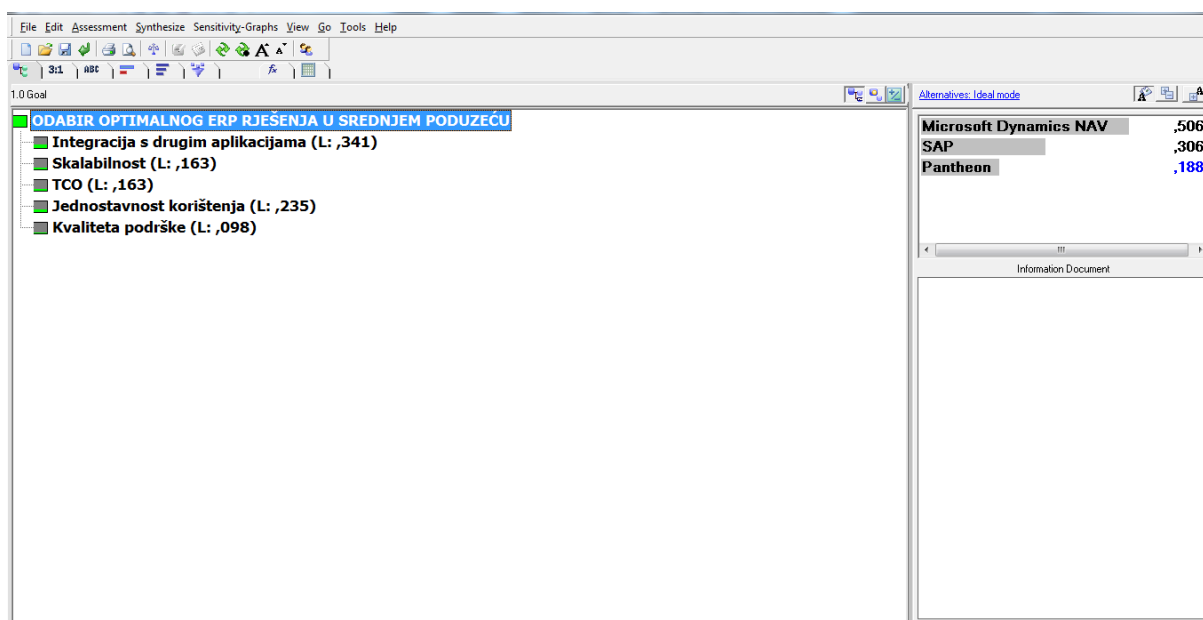 File Edit Assessment Synthesize Sensitivity-Graphs View Go Tools Help
A A
3:1 ABC fx
1.0 Goal
ODABIR OPTIMALNOG ERP RJEŠENJA U SREDNJEM PODUZEĆU
Integracija s drugim aplikacijama (L: ,341)
Skalabilnost (L: ,163)
TCO (L: ,163)
Jednostavnost korištenja (L: ,235)
Kvaliteta podrške (L: ,098)
Alternatives: Ideal mode
Microsoft Dynamics NAV ,506
SAP ,306
Pantheon ,188
Information Document